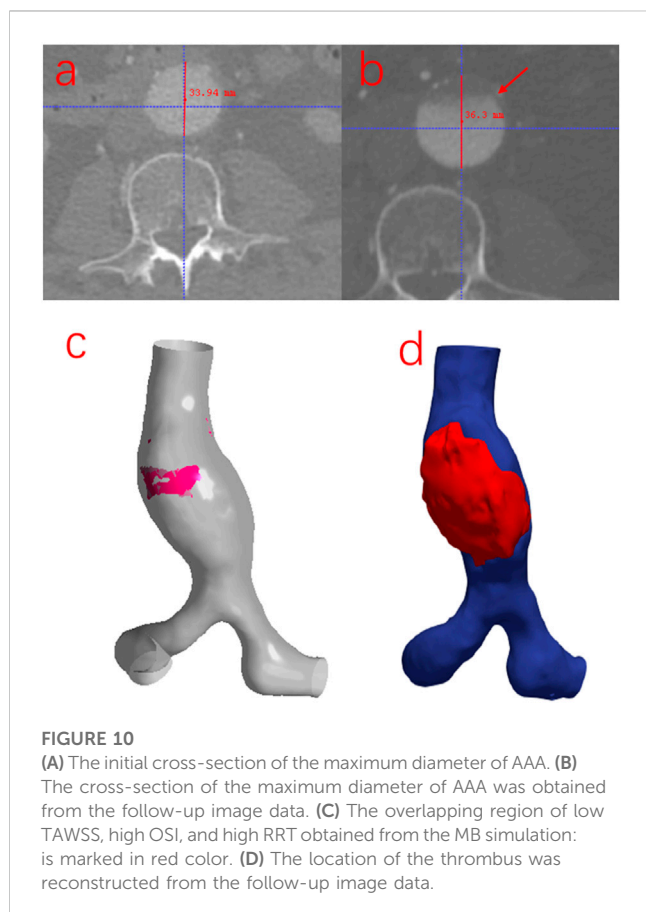 a
33.94 mm
b
36.3 mm
c
d
FIGURE 10
(A) The initial cross-section of the maximum diameter of AAA. (B)
The cross-section of the maximum diameter of AAA was obtained
from the follow-up image data. (C) The overlapping region of low
TAWSS, high OSI, and high RRT obtained from the MB simulation:
is marked in red color. (D) The location of the thrombus was
reconstructed from the follow-up image data.